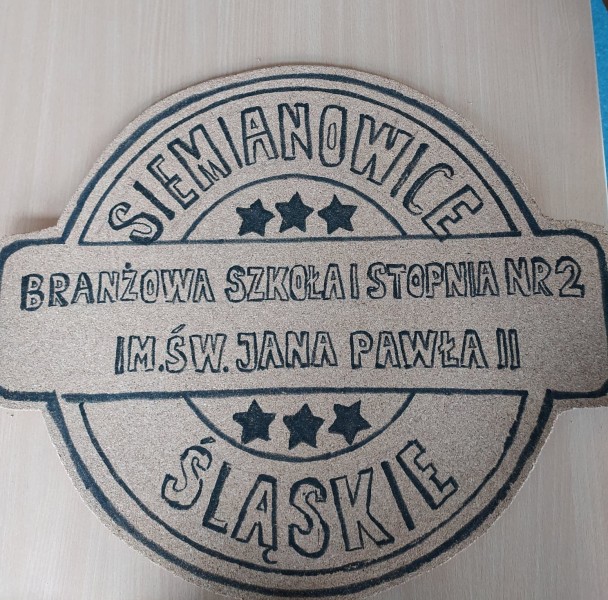 SIEMIANOWICE
BRANŻOWA SZKOŁA I STOPNIA NR 2
IM. ŚW. JANA PAWŁA II
ŚLĄSKIE